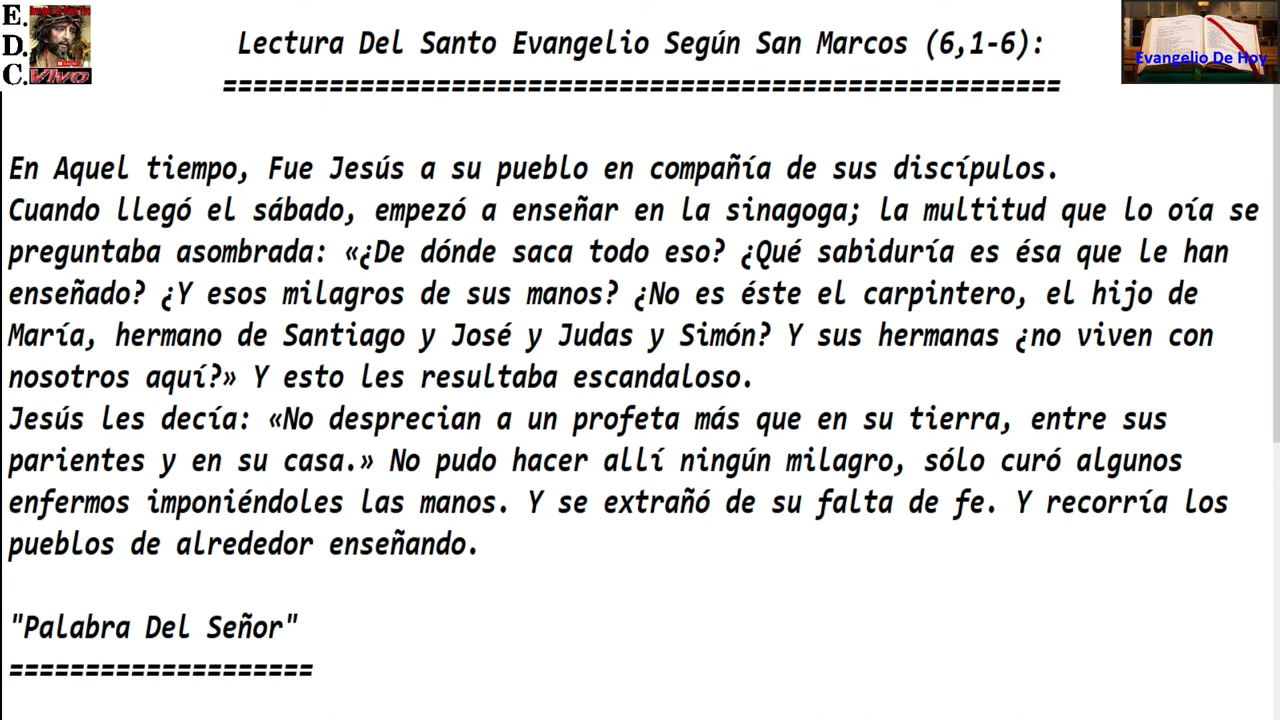 E.
D.
C. Vivo
Lectura Del Santo Evangelio Según San Marcos (6,1-6):
=======================================================
Evangelio De Hoy
En Aquel tiempo, Fue Jesús a su pueblo en compañía de sus discípulos.
Cuando llegó el sábado, empezó a enseñar en la sinagoga; la multitud que lo oía se
preguntaba asombrada: «¿De dónde saca todo eso? ¿Qué sabiduría es ésa que le han
enseñado? ¿Y esos milagros de sus manos? ¿No es éste el carpintero, el hijo de
María, hermano de Santiago y José y Judas y Simón? Y sus hermanas ¿no viven con
nosotros aquí?» Y esto les resultaba escandaloso.
Jesús les decía: «No desprecian a un profeta más que en su tierra, entre sus
parientes y en su casa.» No pudo hacer allí ningún milagro, sólo curó algunos
enfermos imponiéndoles las manos. Y se extrañó de su falta de fe. Y recorría los
pueblos de alrededor enseñando.
"Palabra Del Señor"
====================